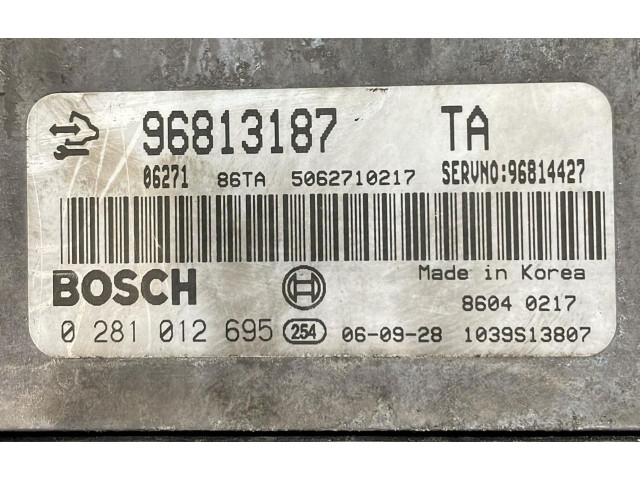 96813187 TA
06271 86TA 5062710217 SERVNO:96814427
BOSCH Made in Korea
8604 0217
0 281 012 695 254 06-09-28 1039S13807